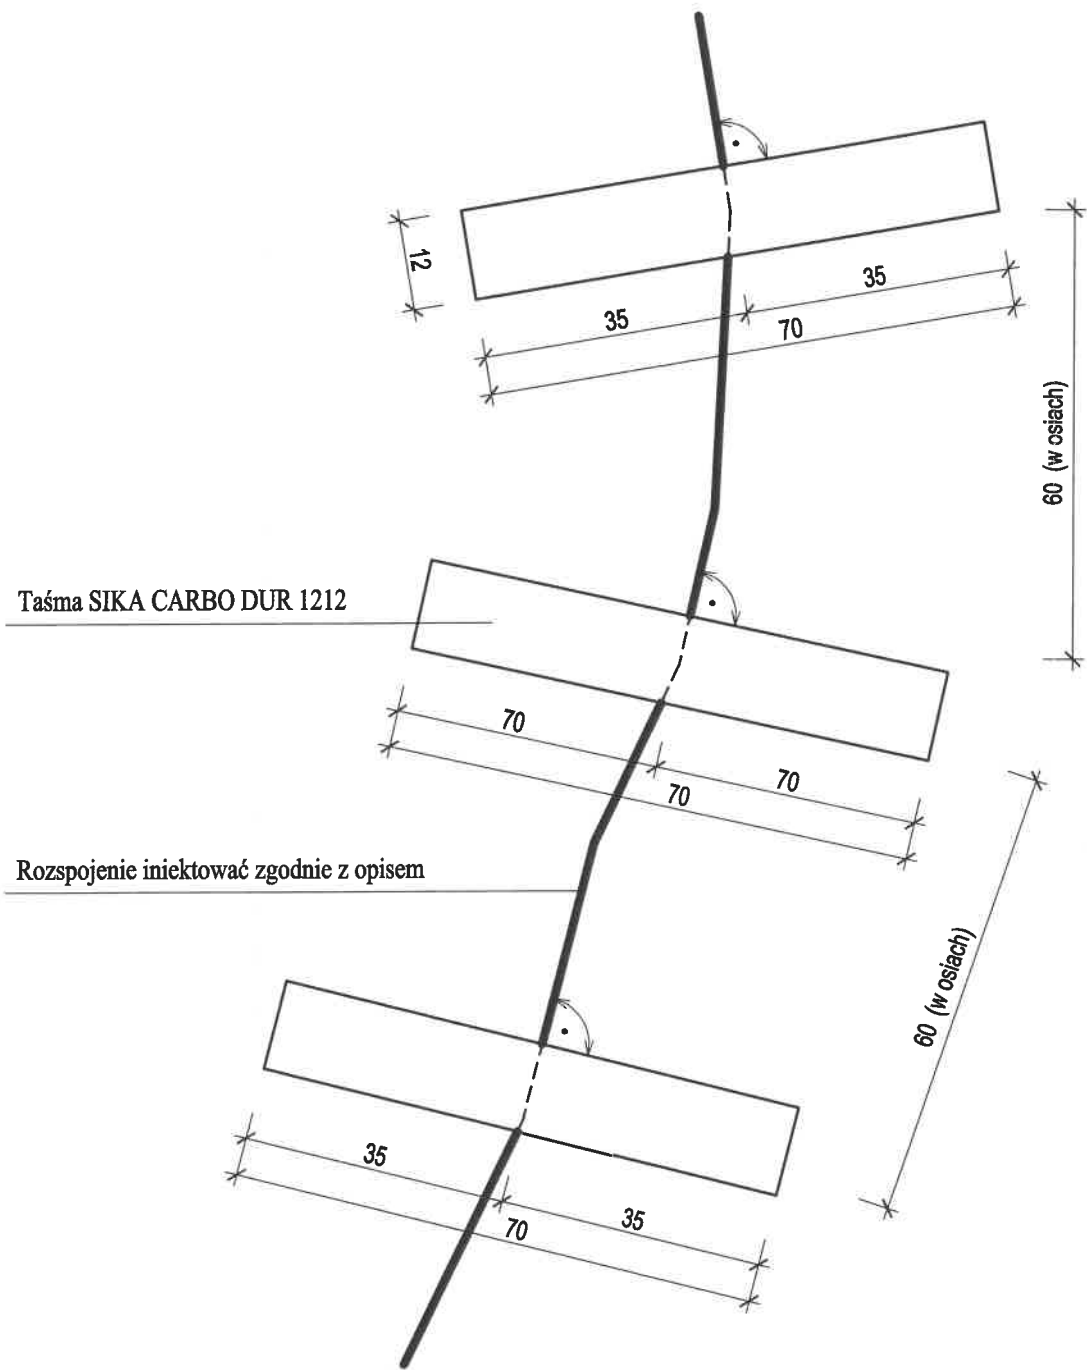 12
35
35
70
60 (w osiach)
Taśma SIKA CARBO DUR 1212
70
70
70
Rozspojenie iniektować zgodnie z opisem
60 (w osiach)
35
35
70